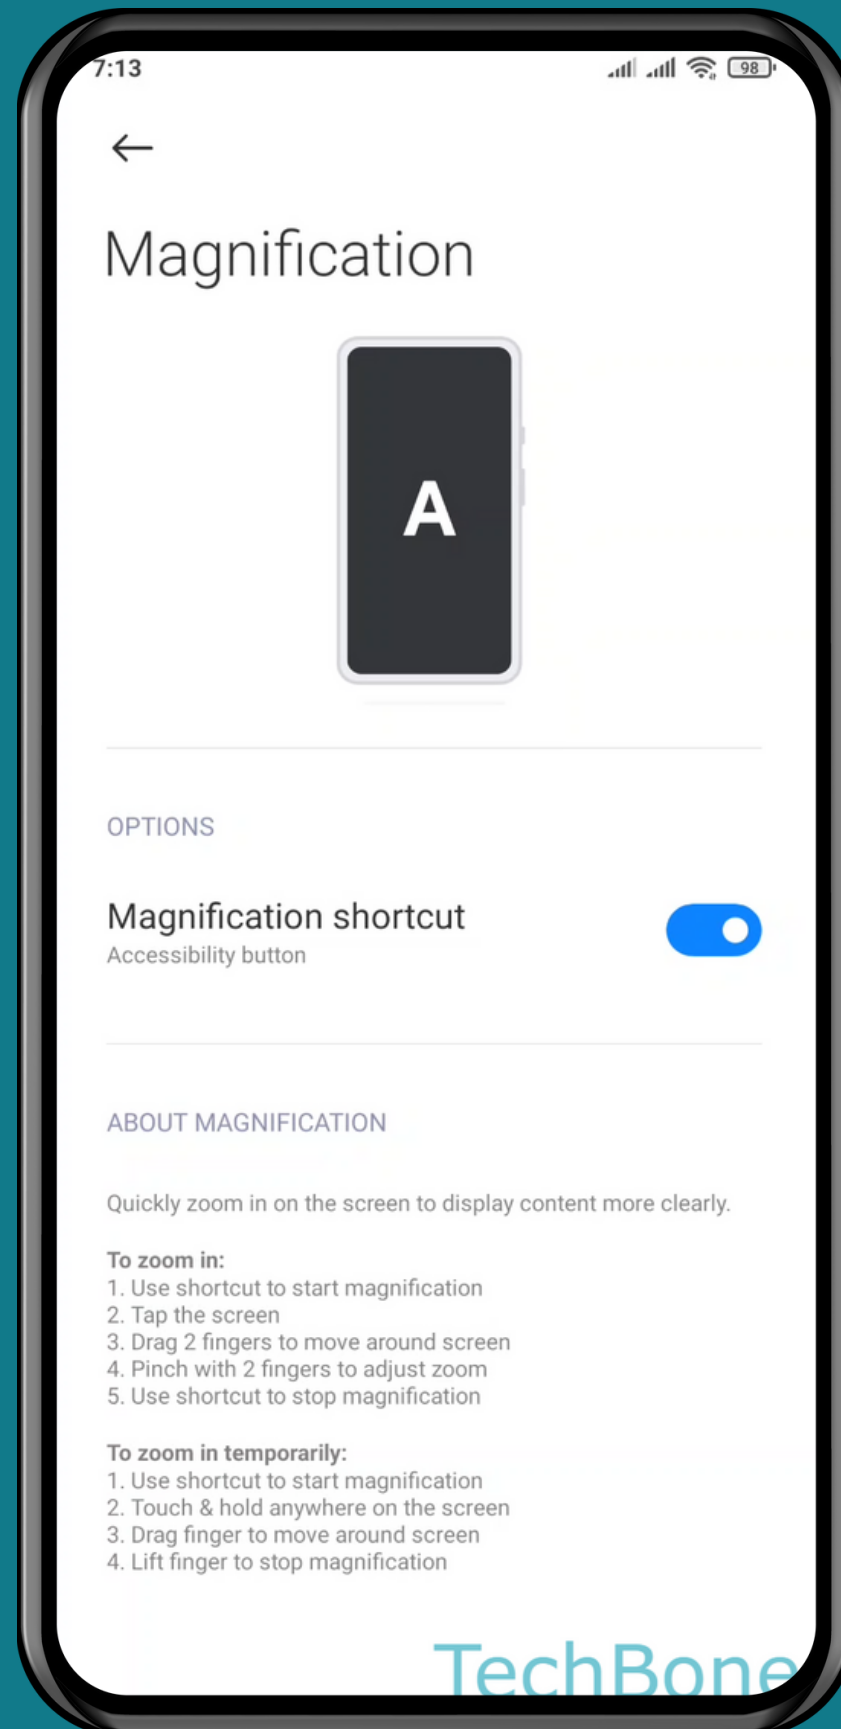 7:13
98
Magnification
A
OPTIONS
Magnification shortcut
Accessibility button
ABOUT MAGNIFICATION
Quickly zoom in on the screen to display content more clearly.
To zoom in:
1. Use shortcut to start magnification
2. Tap the screen
3. Drag 2 fingers to move around screen
4. Pinch with 2 fingers to adjust zoom
5. Use shortcut to stop magnification
To zoom in temporarily:
1. Use shortcut to start magnification
2. Touch & hold anywhere on the screen
3. Drag finger to move around screen
4. Lift finger to stop magnification
TechBone